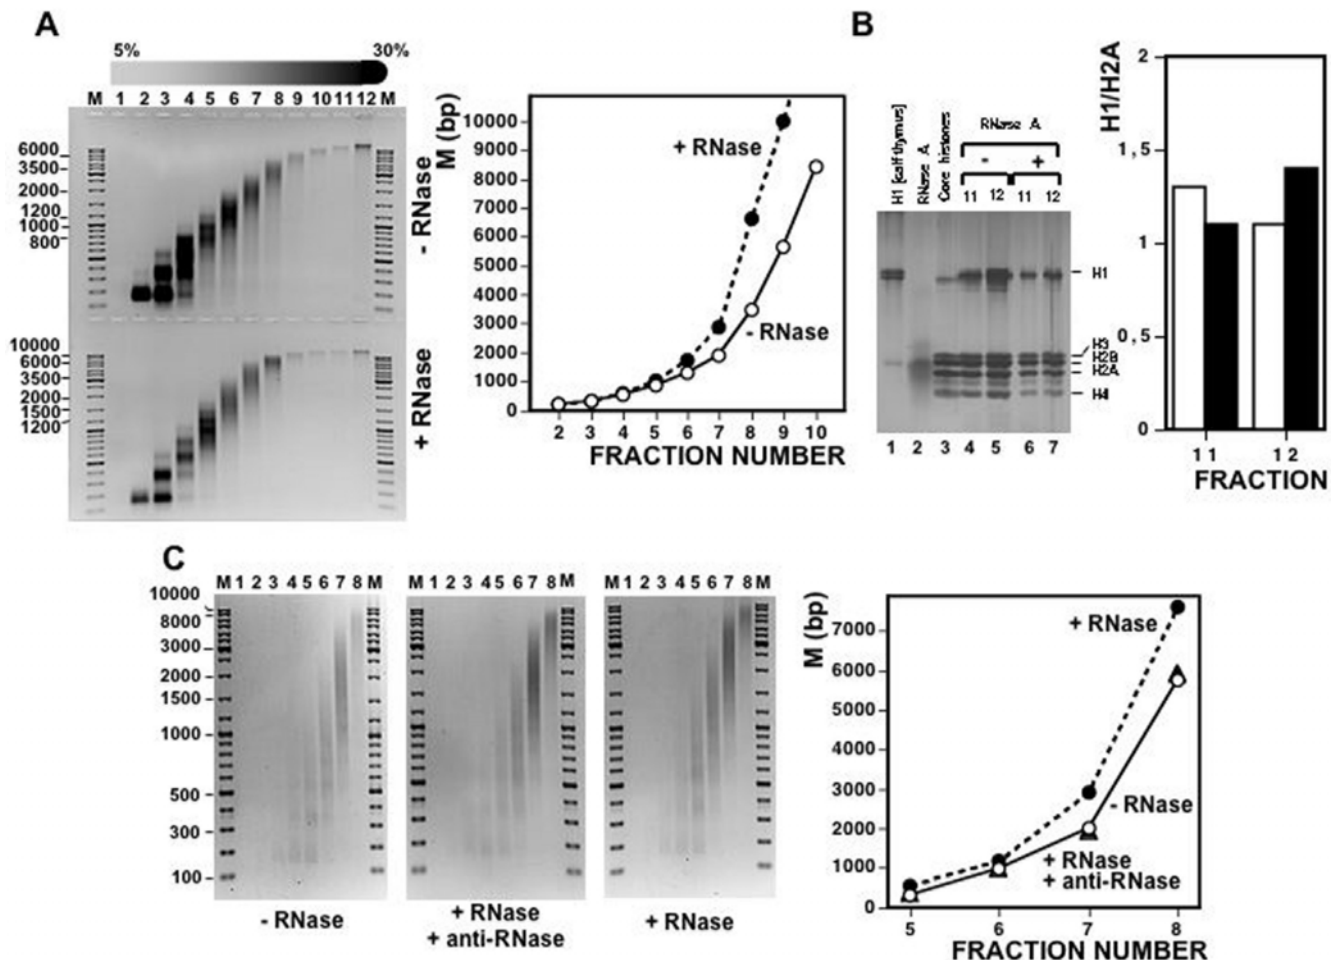 A
5% 30%
M 1 2 3 4 5 6 7 8 9 10 11 12 M
6000
3500
2000
1200
1000
800
- RNase
10000
6000
3500
2000
1500
1200
+ RNase
M (bp)
10000
9000
8000
7000
6000
5000
4000
3000
2000
1000
0
+ RNase
- RNase
2 3 4 5 6 7 8 9 10
FRACTION NUMBER
B
H1 [calf thymus]
RNase A
Core histones
RNase A
- +
11 12 11 12
H1
H3
H2B
H2A
H4
1 2 3 4 5 6 7
H1/H2A
2
1,5
1
0,5
0
11 12
FRACTION
C
M 1 2 3 4 5 6 7 8 M
M 1 2 3 4 5 6 7 8 M
M 1 2 3 4 5 6 7 8 M
10000
8000
3000
2000
1500
1000
500
300
100
- RNase
+ RNase
+ anti-RNase
+ RNase
M (bp)
7000
6000
5000
4000
3000
2000
1000
0
+ RNase
- RNase
+ RNase
+ anti-RNase
5 6 7 8
FRACTION NUMBER